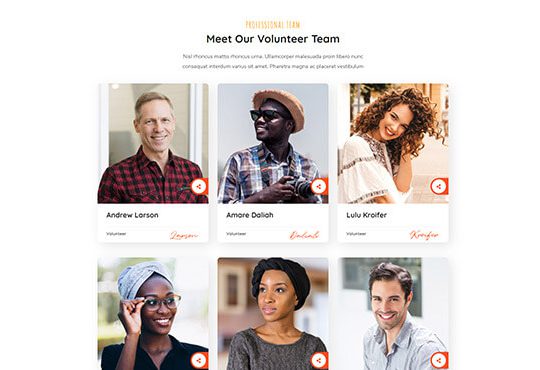 PROFESSIONAL TEAM
Meet Our Volunteer Team
Nisl rhoncus mattis rhoncus urna. Ullamcorper malesuada proin libero nunc
consequat interdum varius sit amet. Pharetra magna ac placerat vestibulum
Andrew Larson
Volunteer
Larson
Amare Daliah
Volunteer
Daliah
Lulu Kroifer
Volunteer
Kroifer